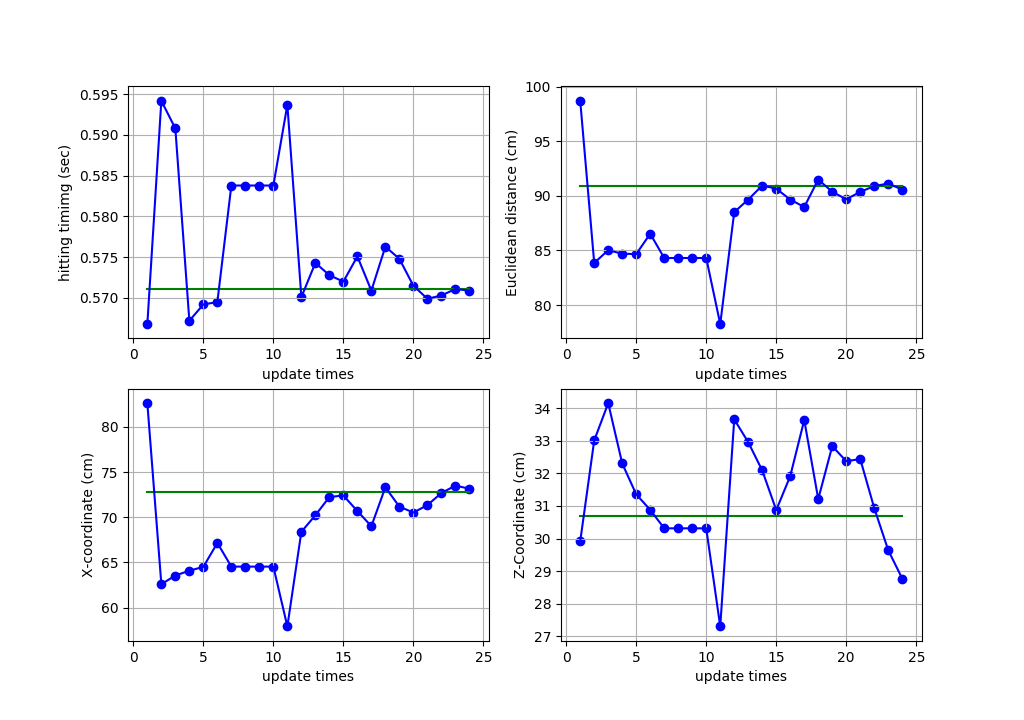 0.595
0.590
0.585
0.580
0.575
0.570
hitting timimg (sec)
0 5 10 15 20 25
update times
100
95
90
85
80
Euclidean distance (cm)
0 5 10 15 20 25
update times
80
75
70
65
60
X-coordinate (cm)
0 5 10 15 20 25
update times
34
33
32
31
30
29
28
27
Z-Coordinate (cm)
0 5 10 15 20 25
update times